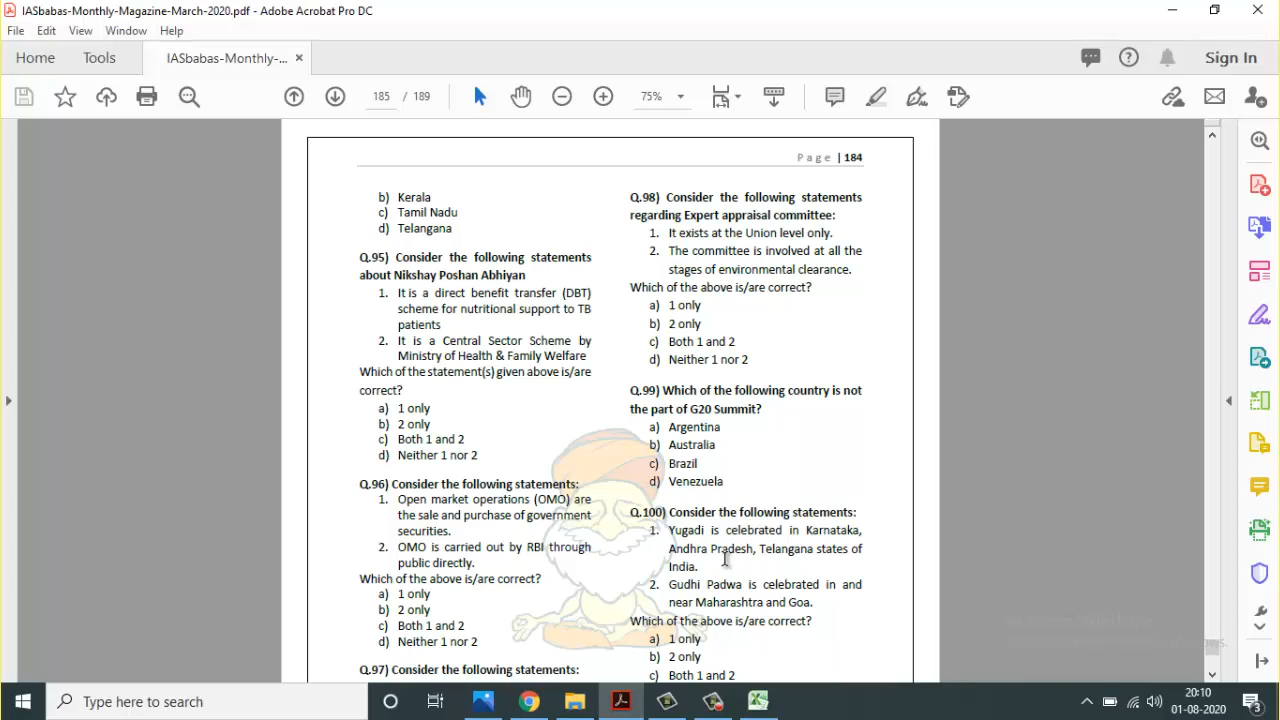 IASbabas-Monthly-Magazine-March-2020.pdf - Adobe Acrobat Pro DC
File Edit View Window Help
Home Tools IASbabas-Monthly-... × Sign In
185 / 189 75%
Page | 184
b) Kerala
c) Tamil Nadu
d) Telangana
Q.95) Consider the following statements
about Nikshay Poshan Abhiyan
1. It is a direct benefit transfer (DBT)
scheme for nutritional support to TB
patients
2. It is a Central Sector Scheme by
Ministry of Health & Family Welfare
Which of the statement(s) given above is/are
correct?
a) 1 only
b) 2 only
c) Both 1 and 2
d) Neither 1 nor 2
Q.96) Consider the following statements:
1. Open market operations (OMO) are
the sale and purchase of government
securities.
2. OMO is carried out by RBI through
public directly.
Which of the above is/are correct?
a) 1 only
b) 2 only
c) Both 1 and 2
d) Neither 1 nor 2
Q.97) Consider the following statements:
Q.98) Consider the following statements
regarding Expert appraisal committee:
1. It exists at the Union level only.
2. The committee is involved at all the
stages of environmental clearance.
Which of the above is/are correct?
a) 1 only
b) 2 only
c) Both 1 and 2
d) Neither 1 nor 2
Q.99) Which of the following country is not
the part of G20 Summit?
a) Argentina
b) Australia
c) Brazil
d) Venezuela
Q.100) Consider the following statements:
1. Yugadi is celebrated in Karnataka,
Andhra Pradesh, Telangana states of
India.
2. Gudhi Padwa is celebrated in and
near Maharashtra and Goa.
Which of the above is/are correct?
a) 1 only
b) 2 only
c) Both 1 and 2
Type here to search
20:10
01-08-2020
3